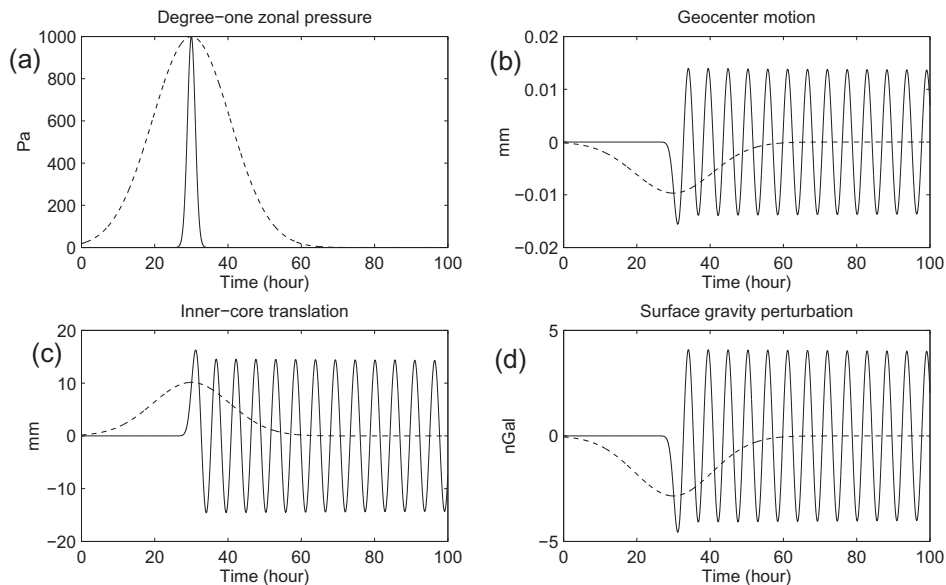 Degree−one zonal pressure
(a)
Pa
1000
800
600
400
200
0
0 20 40 60 80 100
Time (hour)
Geocenter motion
(b)
mm
0.02
0.01
0
−0.01
−0.02
0 20 40 60 80 100
Time (hour)
Inner−core translation
(c)
mm
20
10
0
−10
−20
0 20 40 60 80 100
Time (hour)
Surface gravity perturbation
(d)
nGal
5
0
−5
0 20 40 60 80 100
Time (hour)